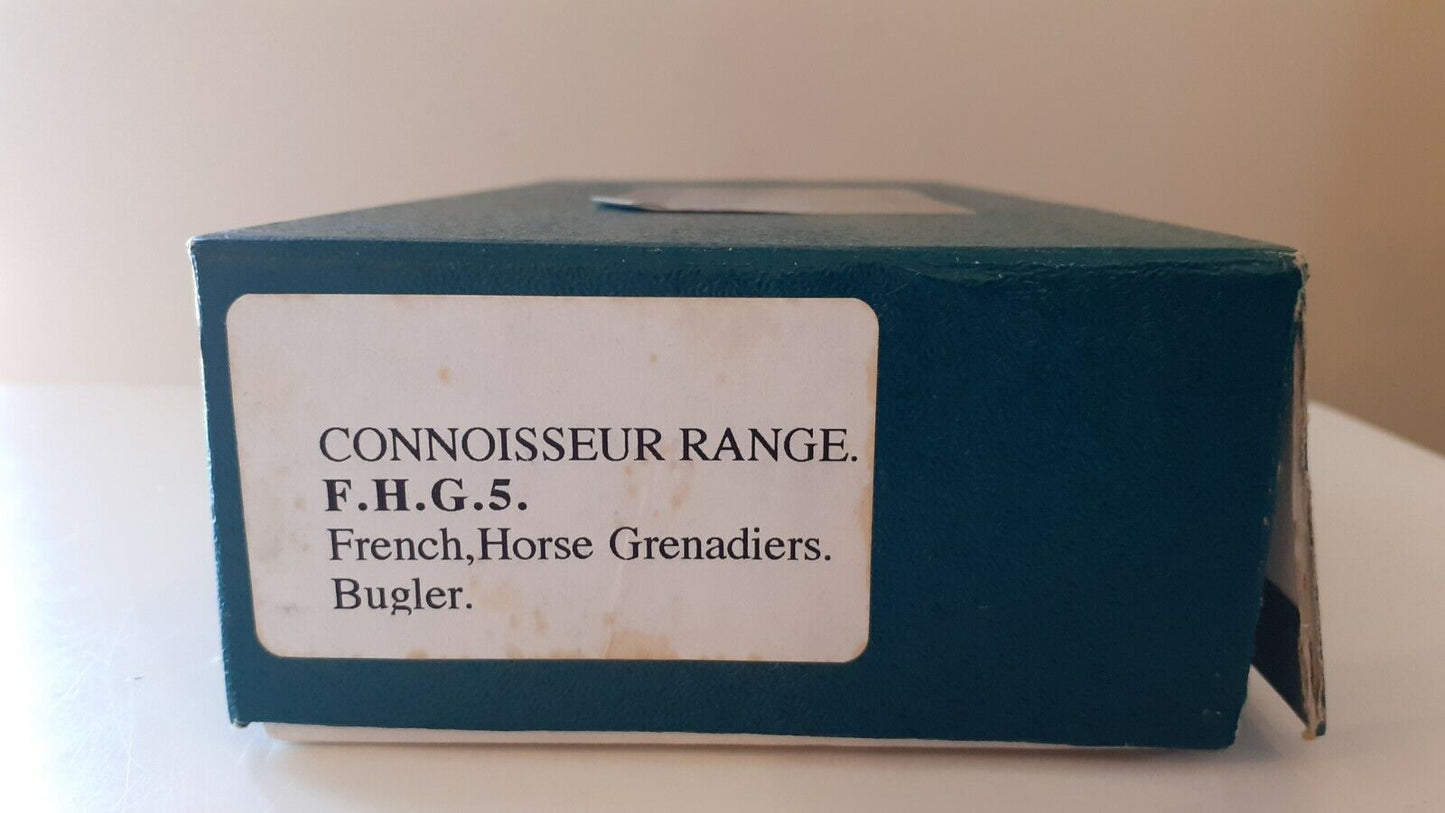 CONNOISSEUR RANGE.
F.H.G.5.
French,Horse Grenadiers.
Bugler.